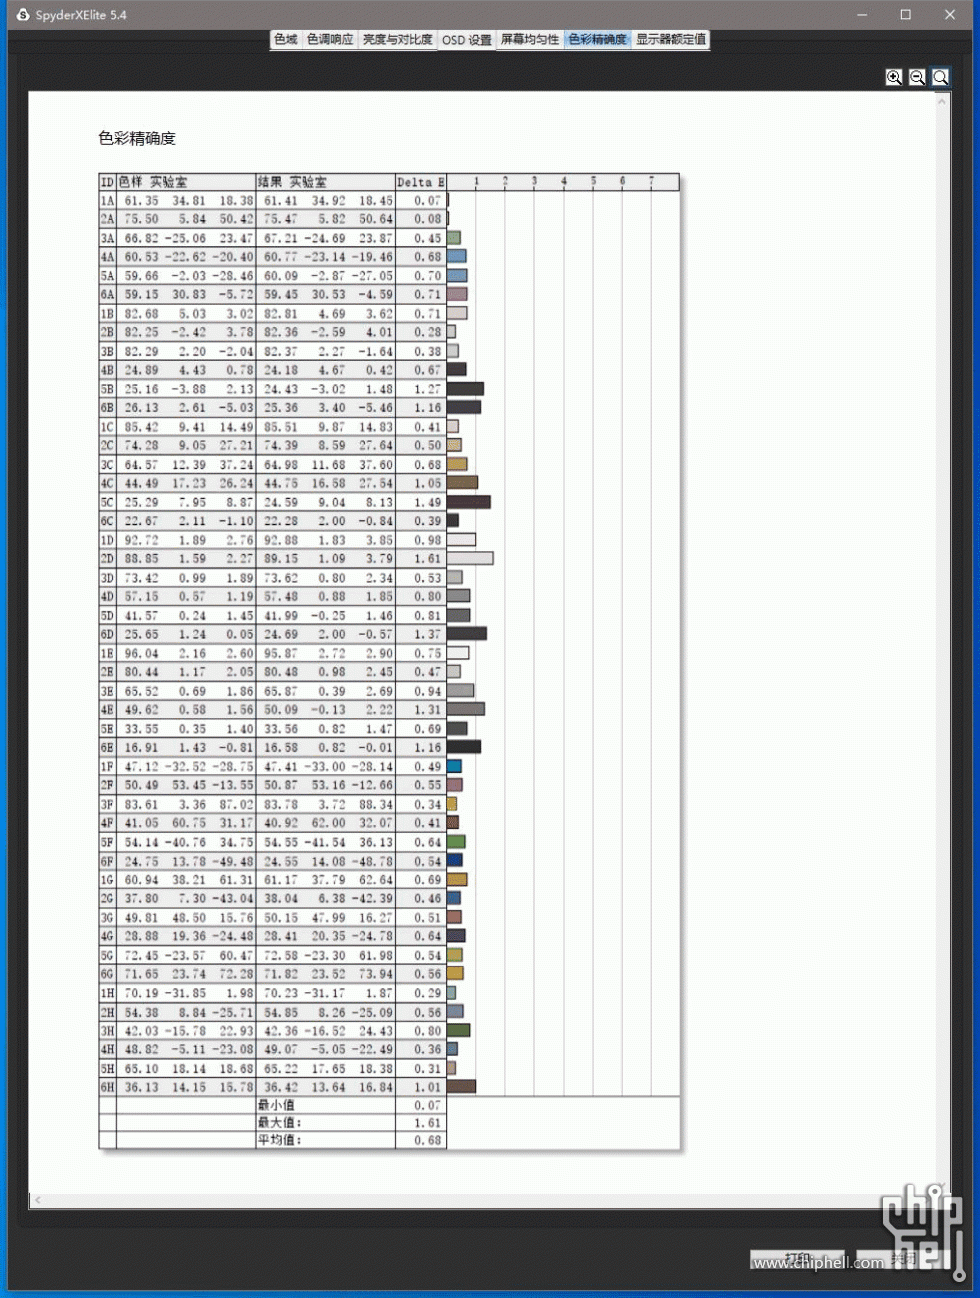 SpyderXElite 5.4
色域 色调响应 亮度与对比度 OSD 设置 屏幕均匀性 色彩精确度 显示器额定值
色彩精确度
ID 色样 实验室 结果 实验室 Delta E 1 2 3 4 5 6 7
1A 61.35 34.81 18.38 61.41 34.92 18.45 0.07
2A 75.50 5.84 50.42 75.47 5.82 50.64 0.08
3A 66.82 -25.06 23.47 67.21 -24.69 23.87 0.45
4A 60.53 -22.62 -20.40 60.77 -23.14 -19.46 0.68
5A 59.66 -2.03 -28.46 60.09 -2.87 -27.05 0.70
6A 59.15 30.83 -5.72 59.45 30.53 -4.59 0.71
1B 82.68 5.03 3.02 82.81 4.69 3.62 0.71
2B 82.25 -2.42 3.78 82.36 -2.59 4.01 0.28
3B 82.29 2.20 -2.04 82.37 2.27 -1.64 0.38
4B 24.89 4.43 0.78 24.18 4.67 0.42 0.67
5B 25.16 -3.88 2.13 24.43 -3.02 1.48 1.27
6B 26.13 2.61 -5.03 25.36 3.40 -5.46 1.16
1C 85.42 9.41 14.49 85.51 9.87 14.83 0.41
2C 74.28 9.05 27.21 74.39 8.59 27.64 0.50
3C 64.57 12.39 37.24 64.98 11.68 37.60 0.68
4C 44.49 17.23 26.24 44.75 16.58 27.54 1.05
5C 25.29 7.95 8.87 24.59 9.04 8.13 1.49
6C 22.67 2.11 -1.10 22.28 2.00 -0.84 0.39
1D 92.72 1.89 2.76 92.88 1.83 3.85 0.98
2D 88.85 1.59 2.27 89.15 1.09 3.79 1.61
3D 73.42 0.99 1.89 73.62 0.80 2.34 0.53
4D 57.15 0.57 1.19 57.48 0.88 1.85 0.80
5D 41.57 0.24 1.45 41.99 -0.25 1.46 0.81
6D 25.65 1.24 0.05 24.69 2.00 -0.57 1.37
1E 96.04 2.16 2.60 95.87 2.72 2.90 0.75
2E 80.44 1.17 2.05 80.48 0.98 2.45 0.47
3E 65.52 0.69 1.86 65.87 0.39 2.69 0.94
4E 49.62 0.58 1.56 50.09 -0.13 2.22 1.31
5E 33.55 0.35 1.40 33.56 0.82 1.47 0.69
6E 16.91 1.43 -0.81 16.58 0.82 -0.01 1.16
1F 47.12 -32.52 -28.75 47.41 -33.00 -28.14 0.49
2F 50.49 53.45 -13.55 50.87 53.16 -12.66 0.55
3F 83.61 3.36 87.02 83.78 3.72 88.34 0.34
4F 41.05 60.75 31.17 40.92 62.00 32.07 0.41
5F 54.14 -40.76 34.75 54.55 -41.54 36.13 0.64
6F 24.75 13.78 -49.48 24.55 14.08 -48.78 0.54
1G 60.94 38.21 61.31 61.17 37.79 62.64 0.69
2G 37.80 7.30 -43.04 38.04 6.38 -42.39 0.46
3G 49.81 48.50 15.76 50.15 47.99 16.27 0.51
4G 28.88 19.36 -24.48 28.41 20.35 -24.78 0.64
5G 72.45 -23.57 60.47 72.58 -23.30 61.98 0.54
6G 71.65 23.74 72.28 71.82 23.52 73.94 0.56
1H 70.19 -31.85 1.98 70.23 -31.17 1.87 0.29
2H 54.38 8.84 -25.71 54.85 8.26 -25.09 0.56
3H 42.03 -15.78 22.93 42.36 -16.52 24.43 0.80
4H 48.82 -5.11 -23.08 49.07 -5.05 -22.49 0.36
5H 65.10 18.14 18.68 65.22 17.65 18.38 0.31
6H 36.13 14.15 15.78 36.42 13.64 16.84 1.01
最小值 0.07
最大值: 1.61
平均值: 0.68
chip
hell
打印 关闭
www.chiphell.com